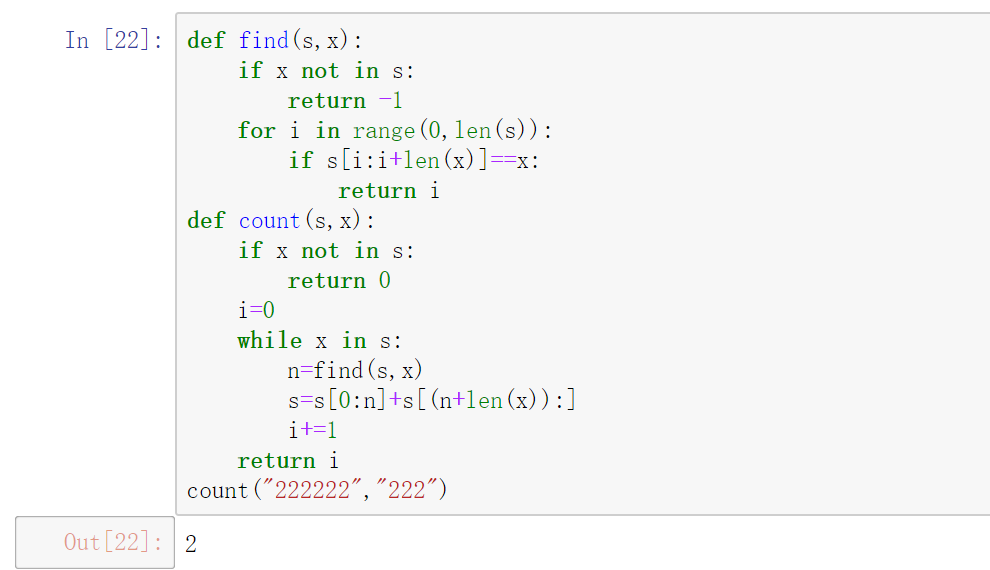 In [22]: def find(s,x):
    if x not in s:
        return -1
    for i in range(0,len(s)):
        if s[i:i+len(x)]==x:
            return i
def count(s,x):
    if x not in s:
        return 0
    i=0
    while x in s:
        n=find(s,x)
        s=s[0:n]+s[(n+len(x)):]
        i+=1
    return i
count("222222","222")
Out[22]: 2